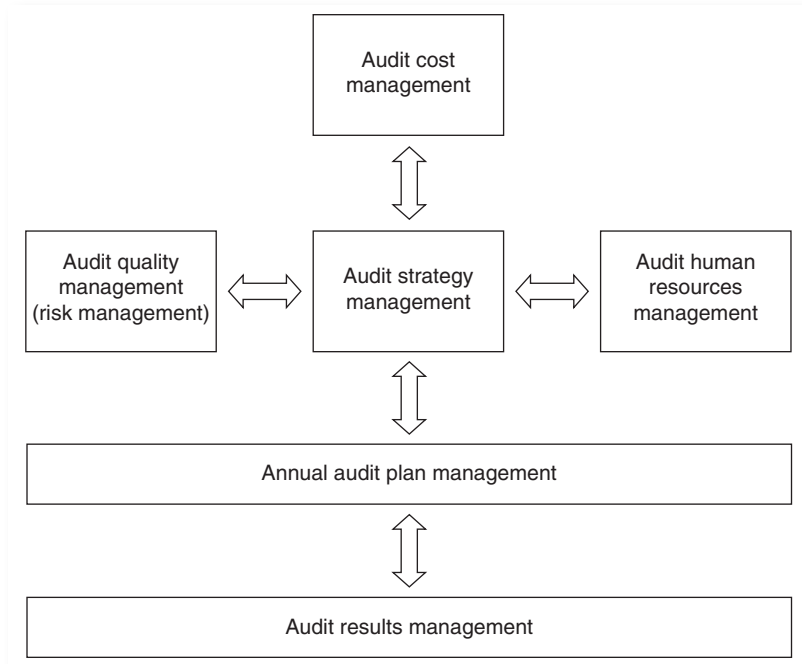 Audit cost
management
Audit quality
management
(risk management)
Audit strategy
management
Audit human
resources
management
Annual audit plan management
Audit results management